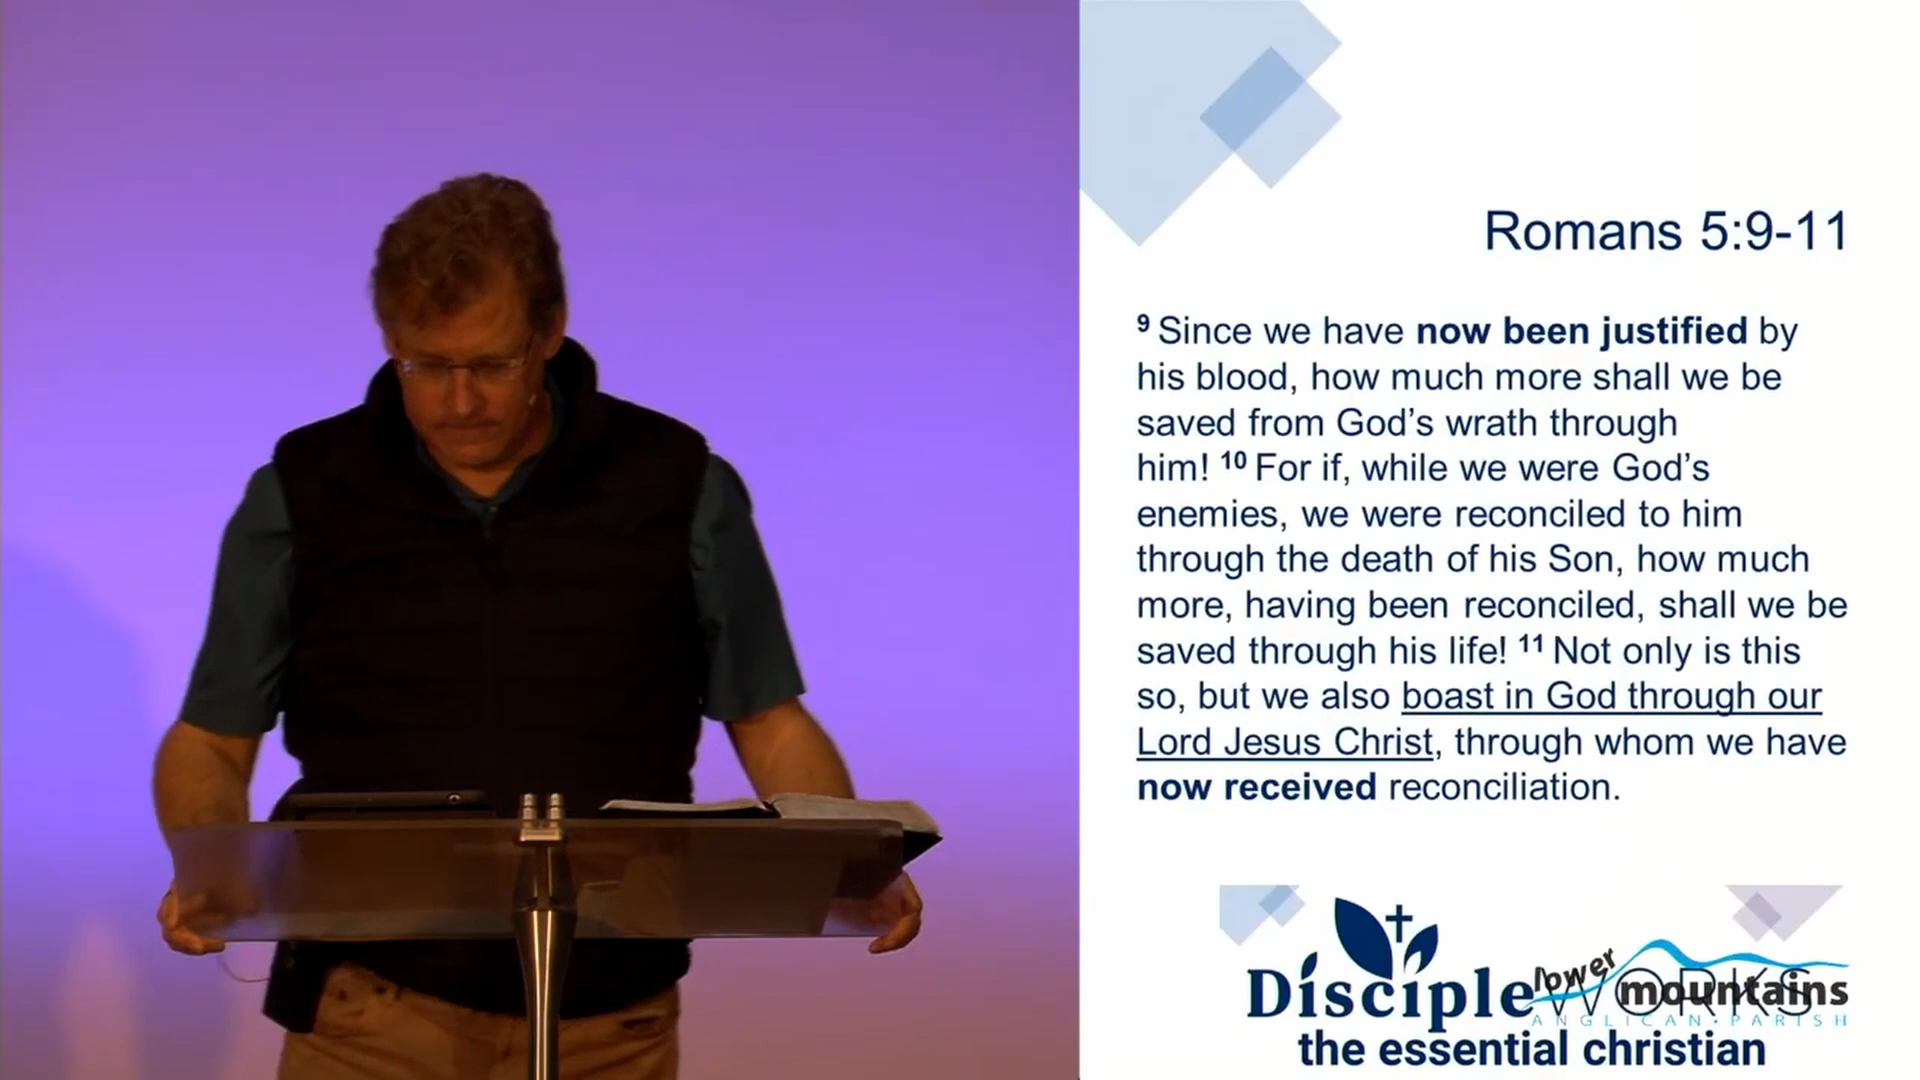 Romans 5:9-11
9 Since we have now been justified by
his blood, how much more shall we be
saved from God’s wrath through
him! 10 For if, while we were God’s
enemies, we were reconciled to him
through the death of his Son, how much
more, having been reconciled, shall we be
saved through his life! 11 Not only is this
so, but we also boast in God through our
Lord Jesus Christ, through whom we have
now received reconciliation.
Disciple WORKS
lower
mountains
ANGLICAN·PARISH
the essential christian